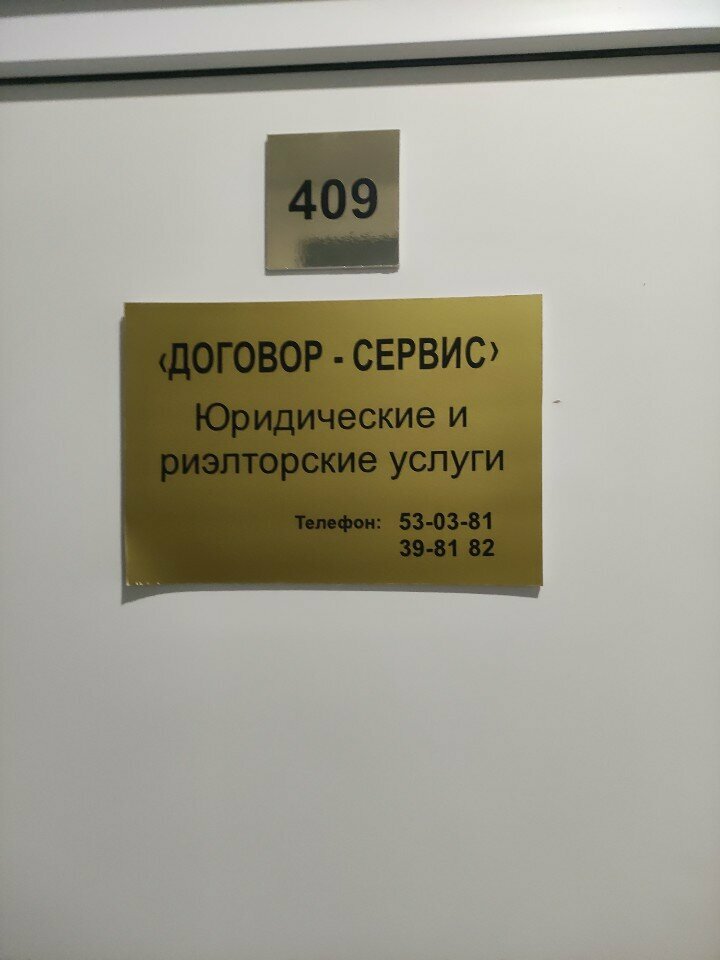 409
‹ДОГОВОР - СЕРВИС›
Юридические и
риэлторские услуги
Телефон: 53-03-81
39-81 82